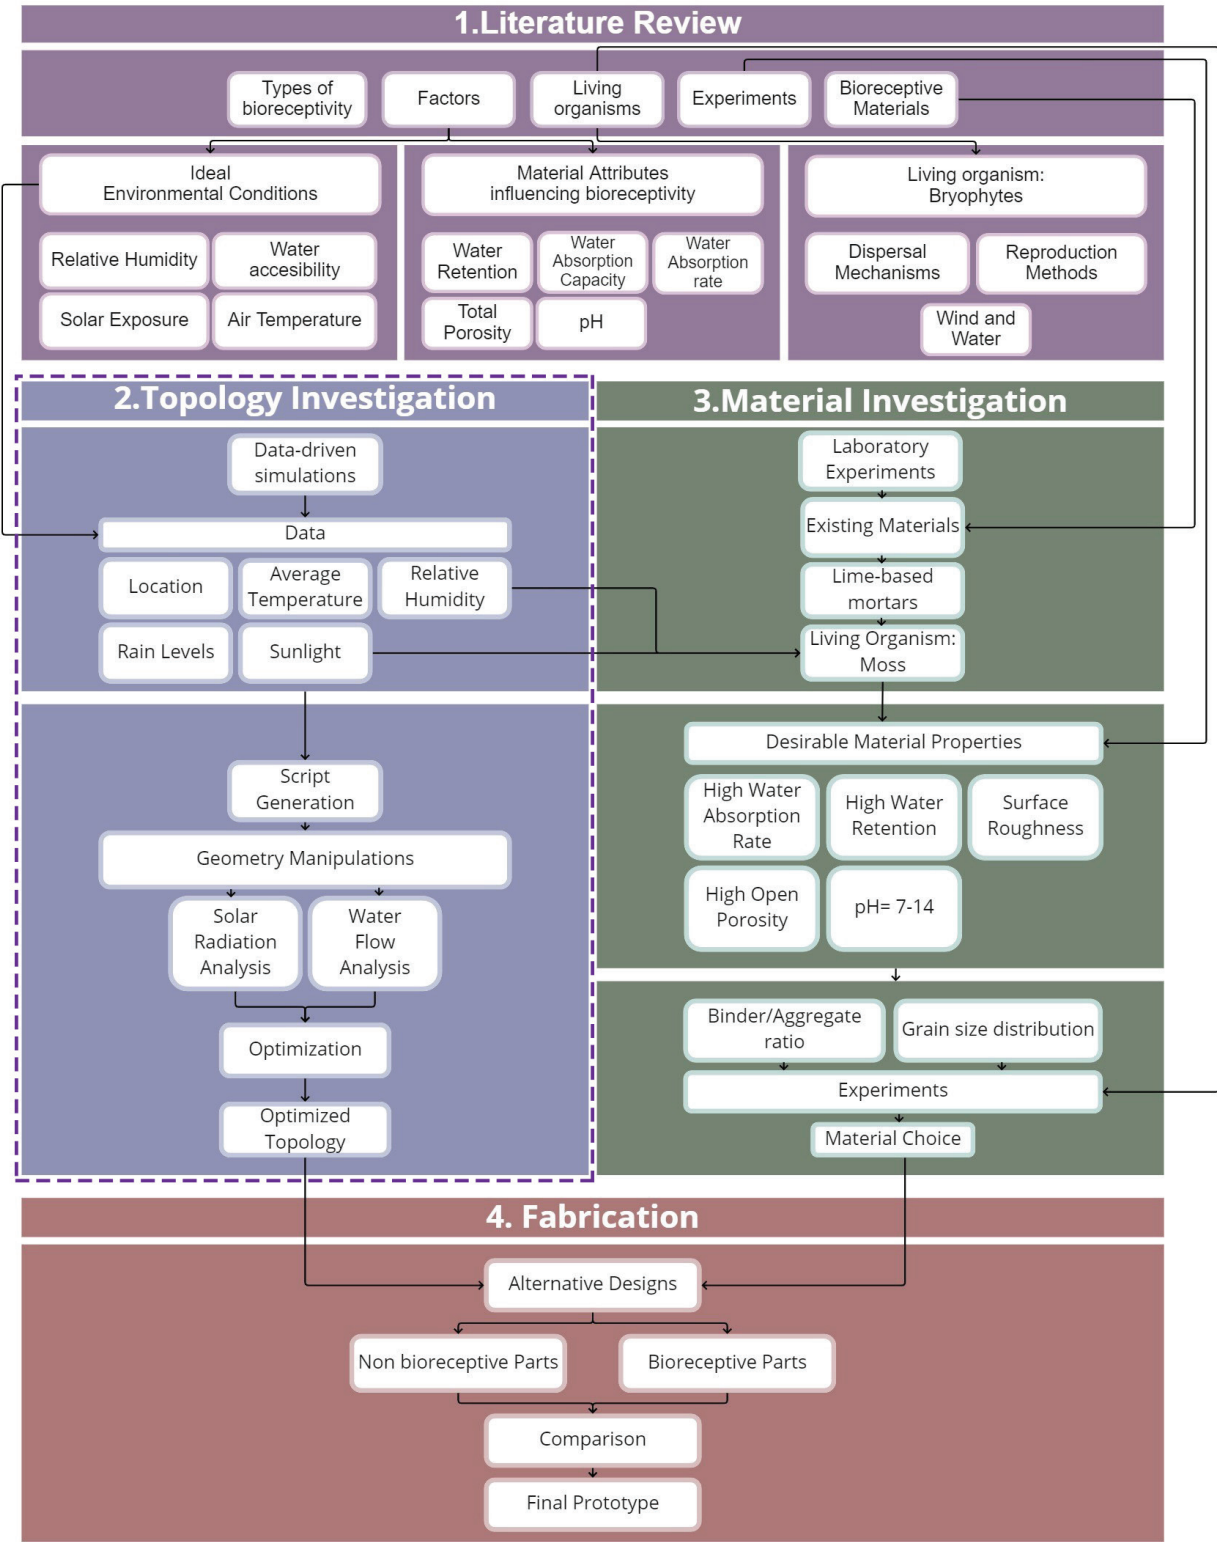 1.Literature Review
Types of
bioreceptivity
Factors
Living
organisms
Experiments
Bioreceptive
Materials
Ideal
Environmental Conditions
Relative Humidity
Water
accesibility
Solar Exposure
Air Temperature
Material Attributes
influencing bioreceptivity
Water
Retention
Water
Absorption
Capacity
Water
Absorption
rate
Total
Porosity
pH
Living organism:
Bryophytes
Dispersal
Mechanisms
Reproduction
Methods
Wind and
Water
2.Topology Investigation
Data-driven
simulations
Data
Location
Average
Temperature
Relative
Humidity
Rain Levels
Sunlight
Script
Generation
Geometry Manipulations
Solar
Radiation
Analysis
Water
Flow
Analysis
Optimization
Optimized
Topology
3.Material Investigation
Laboratory
Experiments
Existing Materials
Lime-based
mortars
Living Organism:
Moss
Desirable Material Properties
High Water
Absorption
Rate
High Water
Retention
Surface
Roughness
High Open
Porosity
pH= 7-14
Binder/Aggregate
ratio
Grain size distribution
Experiments
Material Choice
4. Fabrication
Alternative Designs
Non bioreceptive Parts
Bioreceptive Parts
Comparison
Final Prototype